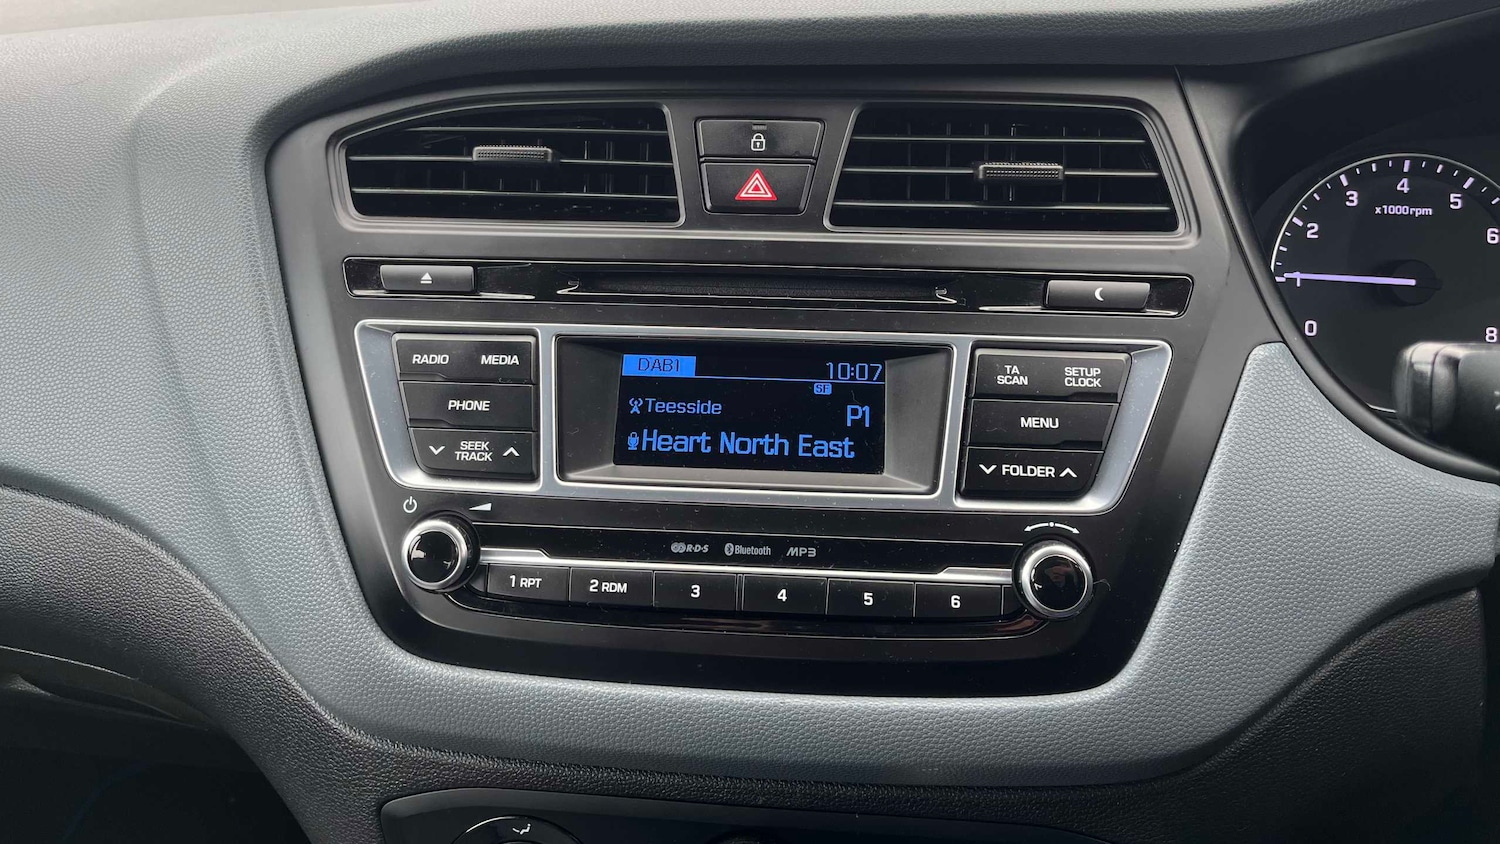 RADIO
MEDIA
PHONE
SEEK
TRACK
DAB1
10:07
SF
Teesside
P1
Heart North East
TA
SCAN
SETUP
CLOCK
MENU
FOLDER
R·D·S
Bluetooth
MP3
1 RPT
2 RDM
3
4
5
6
x1000rpm
0
1
2
3
4
5
6
8